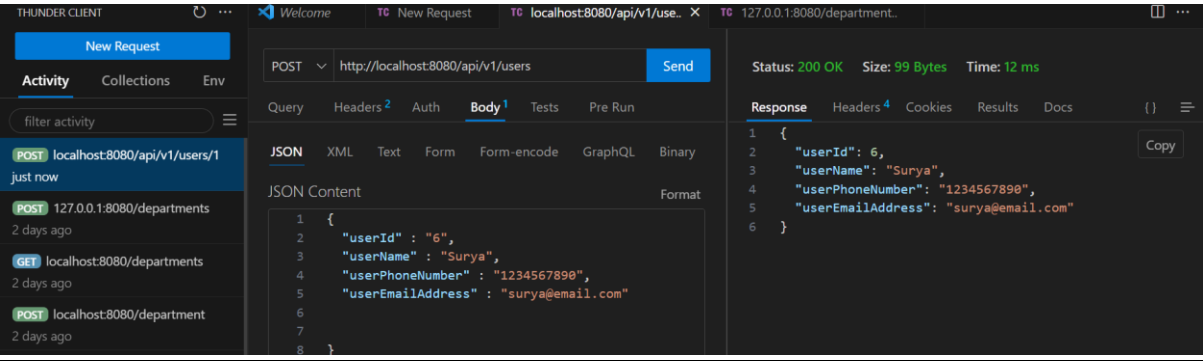 THUNDER CLIENT
New Request
Activity Collections Env
filter activity
POST localhost:8080/api/v1/users/1
just now
POST 127.0.0.1:8080/departments
2 days ago
GET localhost:8080/departments
2 days ago
POST localhost:8080/department
2 days ago
Welcome TC New Request TC localhost:8080/api/v1/use.. X TC 127.0.0.1:8080/department..
POST http://localhost:8080/api/v1/users Send
Query Headers 2 Auth Body 1 Tests Pre Run
JSON XML Text Form Form-encode GraphQL Binary
JSON Content Format
1 {
2 "userId" : "6",
3 "userName" : "Surya",
4 "userPhoneNumber" : "1234567890",
5 "userEmailAddress" : "surya@email.com"
6
7
8 }
Status: 200 OK Size: 99 Bytes Time: 12 ms
Response Headers 4 Cookies Results Docs { }
Copy
1 {
2 "userId": 6,
3 "userName": "Surya",
4 "userPhoneNumber": "1234567890",
5 "userEmailAddress": "surya@email.com"
6 }